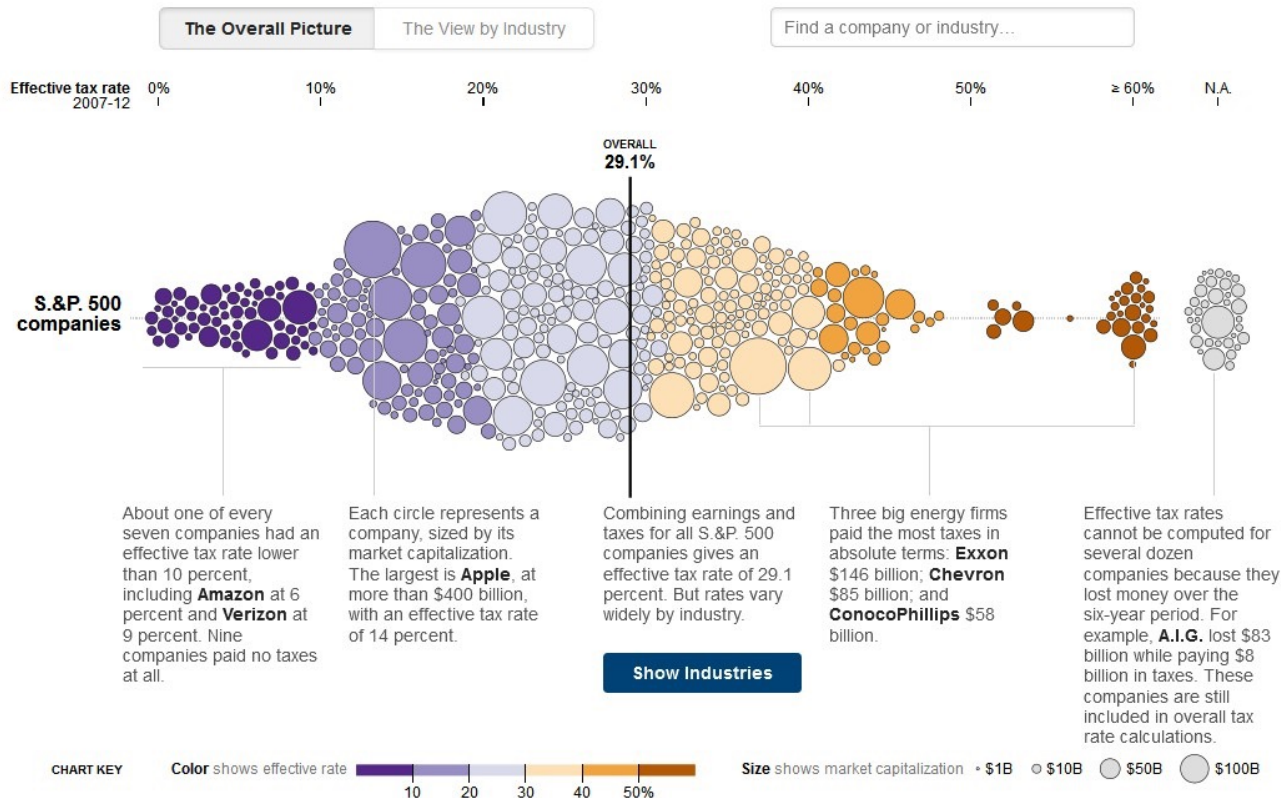 The Overall Picture
The View by Industry
Find a company or industry…
Effective tax rate
2007-12
0%
10%
20%
30%
40%
50%
≥ 60%
N.A.
OVERALL
29.1%
S.&P. 500
companies
About one of every
seven companies had an
effective tax rate lower
than 10 percent,
including Amazon at 6
percent and Verizon at
9 percent. Nine
companies paid no taxes
at all.
Each circle represents a
company, sized by its
market capitalization.
The largest is Apple, at
more than $400 billion,
with an effective tax rate
of 14 percent.
Combining earnings and
taxes for all S.&P. 500
companies gives an
effective tax rate of 29.1
percent. But rates vary
widely by industry.
Show Industries
Three big energy firms
paid the most taxes in
absolute terms: Exxon
$146 billion; Chevron
$85 billion; and
ConocoPhillips $58
billion.
Effective tax rates
cannot be computed for
several dozen
companies because they
lost money over the
six-year period. For
example, A.I.G. lost $83
billion while paying $8
billion in taxes. These
companies are still
included in overall tax
rate calculations.
CHART KEY
Color shows effective rate
10
20
30
40
50%
Size shows market capitalization
$1B
$10B
$50B
$100B